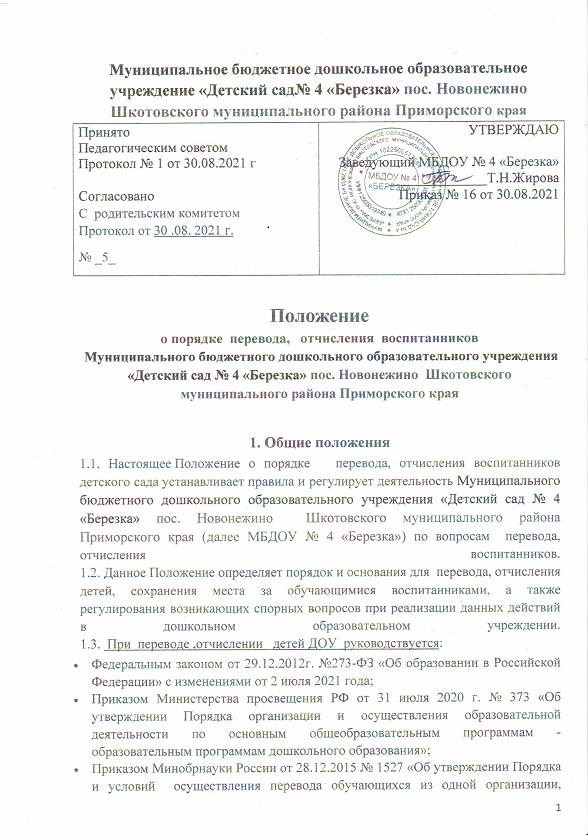 Муниципальное бюджетное дошкольное образовательное
учреждение «Детский сад№ 4 «Березка» пос. Новонежино
Шкотовского муниципального района Приморского края
Принято
Педагогическим советом
Протокол № 1 от 30.08.2021 г
Согласовано
С родительским комитетом
Протокол от 30 .08. 2021 г.
№ _5_
УТВЕРЖДАЮ
Заведующий МБДОУ № 4 «Березка»
Т.Н.Жирова
Приказ № 16 от 30.08.2021
МБДОУ № 4
«БЕРЕЗКА»
Положение
о порядке перевода, отчисления воспитанников
Муниципального бюджетного дошкольного образовательного учреждения
«Детский сад № 4 «Березка» пос. Новонежино Шкотовского
муниципального района Приморского края
1. Общие положения
1.1. Настоящее Положение о порядке перевода, отчисления воспитанников
детского сада устанавливает правила и регулирует деятельность Муниципального
бюджетного дошкольного образовательного учреждения «Детский сад № 4
«Березка» пос. Новонежино Шкотовского муниципального района
Приморского края (далее МБДОУ № 4 «Березка») по вопросам перевода,
отчисления воспитанников.
1.2. Данное Положение определяет порядок и основания для перевода, отчисления
детей, сохранения места за обучающимися воспитанниками, а также
регулирования возникающих спорных вопросов при реализации данных действий
в дошкольном образовательном учреждении.
1.3. При переводе ,отчислении детей ДОУ руководствуется:
• Федеральным законом от 29.12.2012г. №273-ФЗ «Об образовании в Российской
Федерации» с изменениями от 2 июля 2021 года;
• Приказом Министерства просвещения РФ от 31 июля 2020 г. № 373 «Об
утверждении Порядка организации и осуществления образовательной
деятельности по основным общеобразовательным программам -
образовательным программам дошкольного образования»;
• Приказом Минобрнауки России от 28.12.2015 № 1527 «Об утверждении Порядка
и условий осуществления перевода обучающихся из одной организации,
1